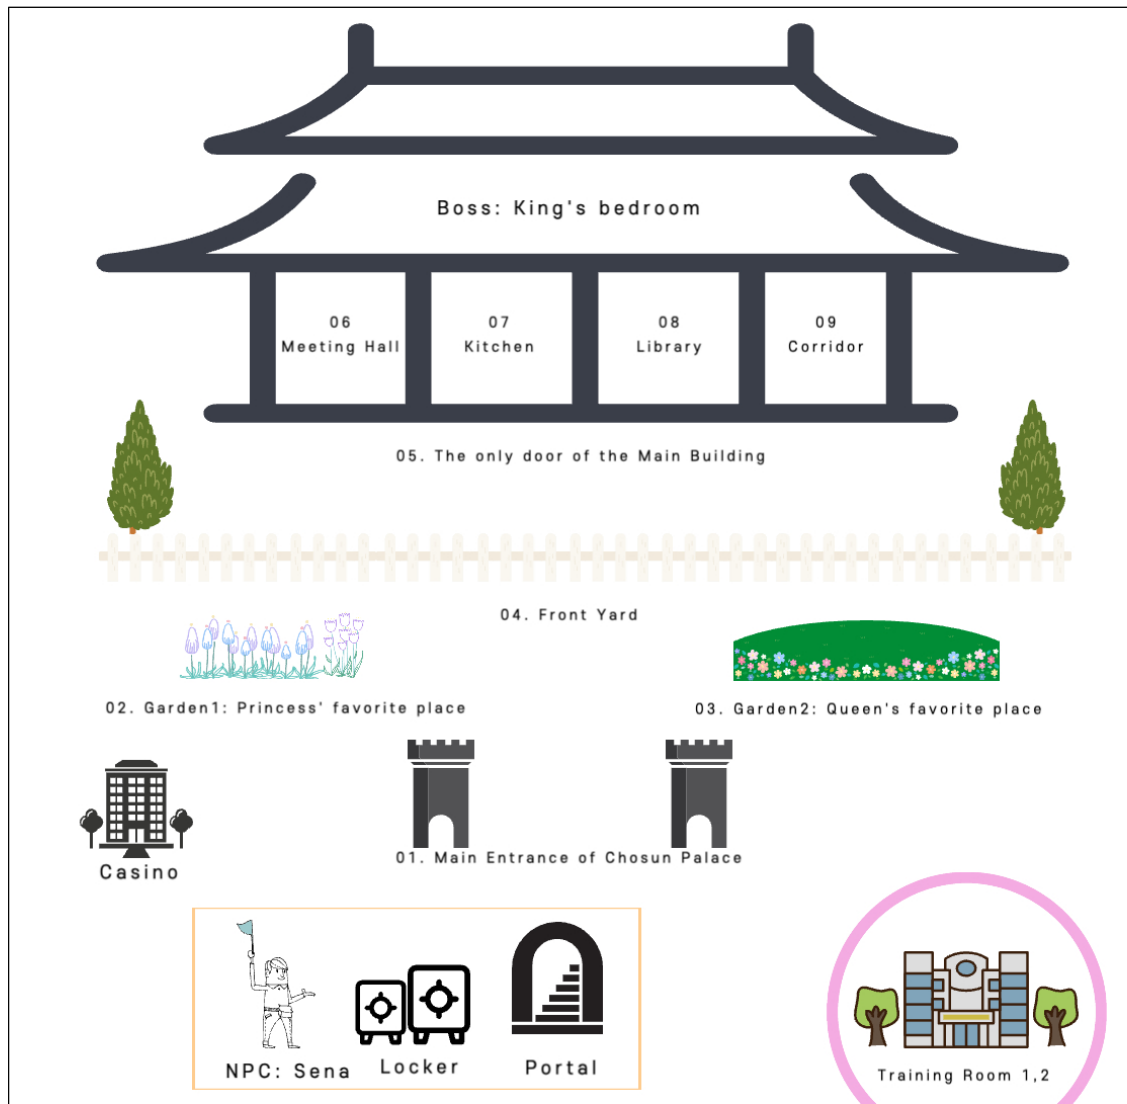 Boss: King's bedroom
06
Meeting Hall
07
Kitchen
08
Library
09
Corridor
05. The only door of the Main Building
04. Front Yard
02. Garden1: Princess' favorite place
03. Garden2: Queen's favorite place
Casino
01. Main Entrance of Chosun Palace
NPC: Sena
Locker
Portal
Training Room 1,2